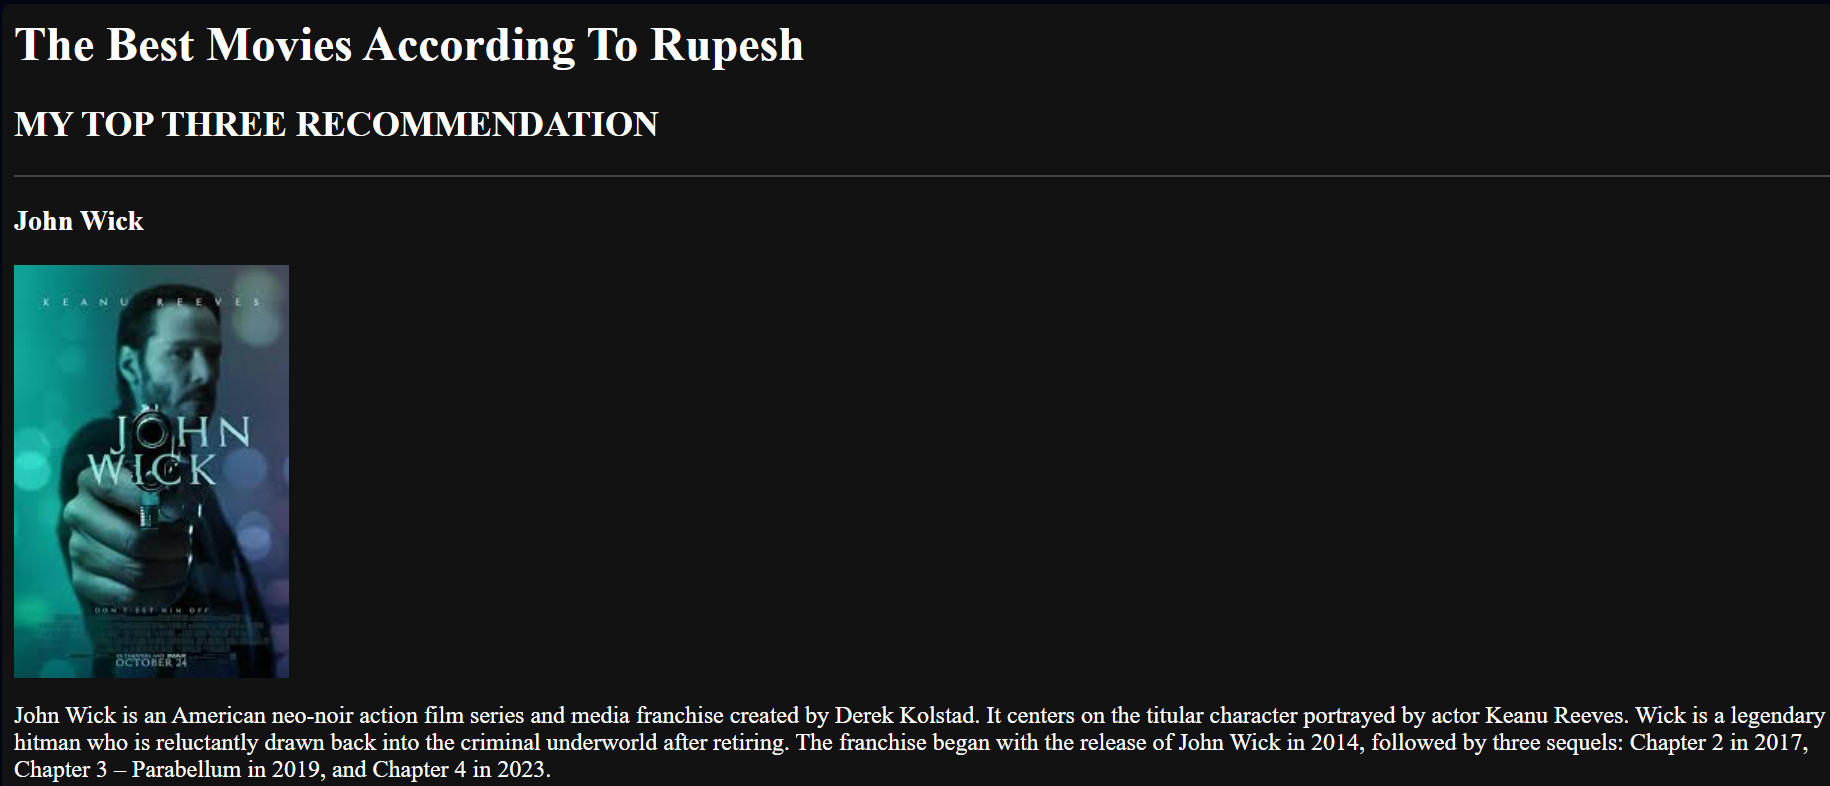 The Best Movies According To Rupesh
MY TOP THREE RECOMMENDATION
John Wick
KEANU REEVES
JOHN
WICK
DON'T SET HIM OFF
IN THEATERS AND IMAX
OCTOBER 24
John Wick is an American neo-noir action film series and media franchise created by Derek Kolstad. It centers on the titular character portrayed by actor Keanu Reeves. Wick is a legendary
hitman who is reluctantly drawn back into the criminal underworld after retiring. The franchise began with the release of John Wick in 2014, followed by three sequels: Chapter 2 in 2017,
Chapter 3 – Parabellum in 2019, and Chapter 4 in 2023.